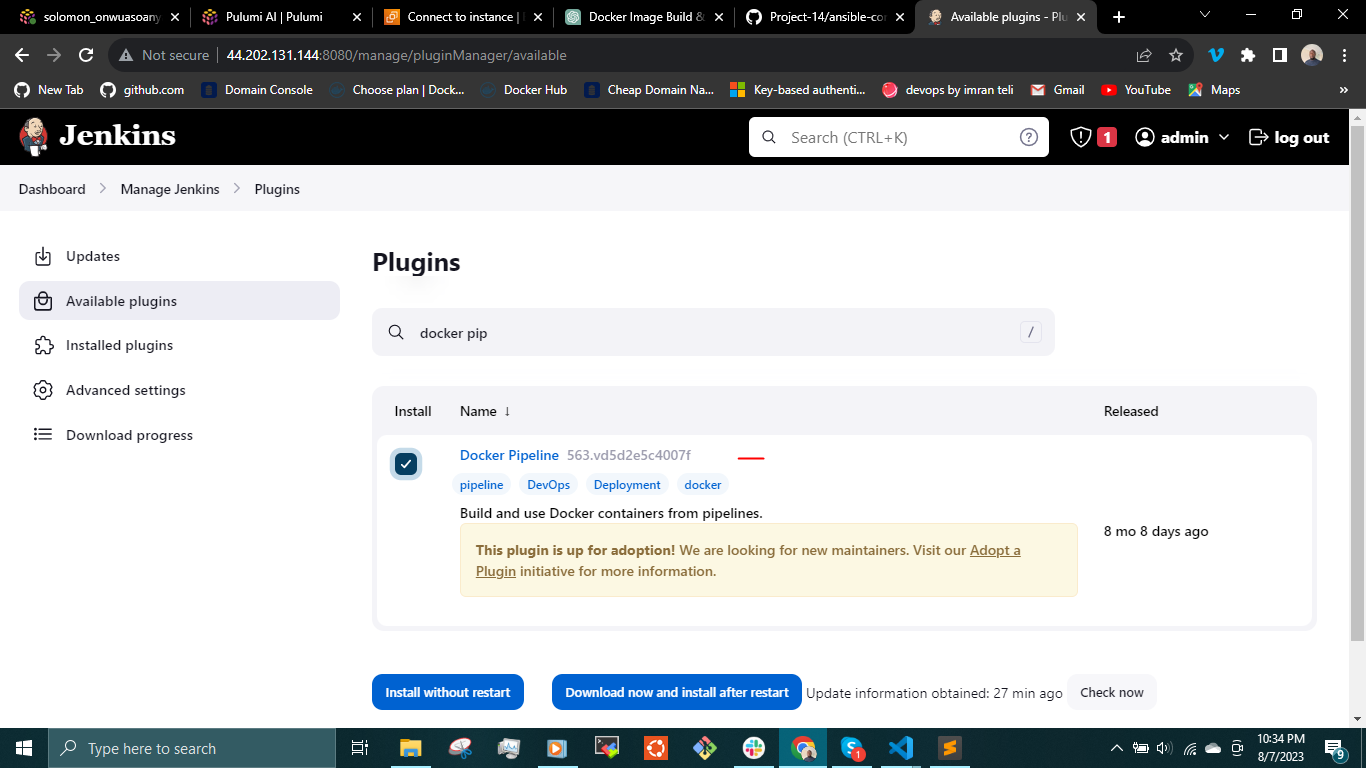 solomon_onwuasoany
Pulumi AI | Pulumi
Connect to instance |
Docker Image Build &
Project-14/ansible-co
Available plugins - Plu
Not secure
44.202.131.144:8080/manage/pluginManager/available
New Tab
github.com
Domain Console
Choose plan | Dock...
Docker Hub
Cheap Domain Na...
Key-based authenti...
devops by imran teli
Gmail
YouTube
Maps
»
Jenkins
Search (CTRL+K)
?
1
admin
log out
Dashboard
Manage Jenkins
Plugins
Updates
Available plugins
Installed plugins
Advanced settings
Download progress
Plugins
docker pip
/
Install
Name ↓
Released
Docker Pipeline 563.vd5d2e5c4007f
pipeline
DevOps
Deployment
docker
Build and use Docker containers from pipelines.
This plugin is up for adoption! We are looking for new maintainers. Visit our Adopt a
Plugin initiative for more information.
8 mo 8 days ago
Install without restart
Download now and install after restart
Update information obtained: 27 min ago
Check now
Type here to search
1
10:34 PM
8/7/2023
9